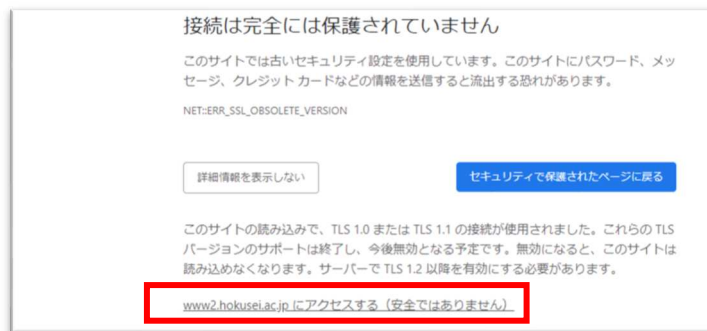 接続は完全には保護されていません
このサイトでは古いセキュリティ設定を使用しています。このサイトにパスワード、メッ
セージ、クレジット カードなどの情報を送信すると流出する恐れがあります。
NET::ERR_SSL_OBSOLETE_VERSION
詳細情報を表示しない
セキュリティで保護されたページに戻る
このサイトの読み込みで、TLS 1.0 または TLS 1.1 の接続が使用されました。これらの TLS
バージョンのサポートは終了し、今後無効となる予定です。無効になると、このサイトは
読み込めなくなります。サーバーで TLS 1.2 以降を有効にする必要があります。
www2.hokusei.ac.jp にアクセスする（安全ではありません）